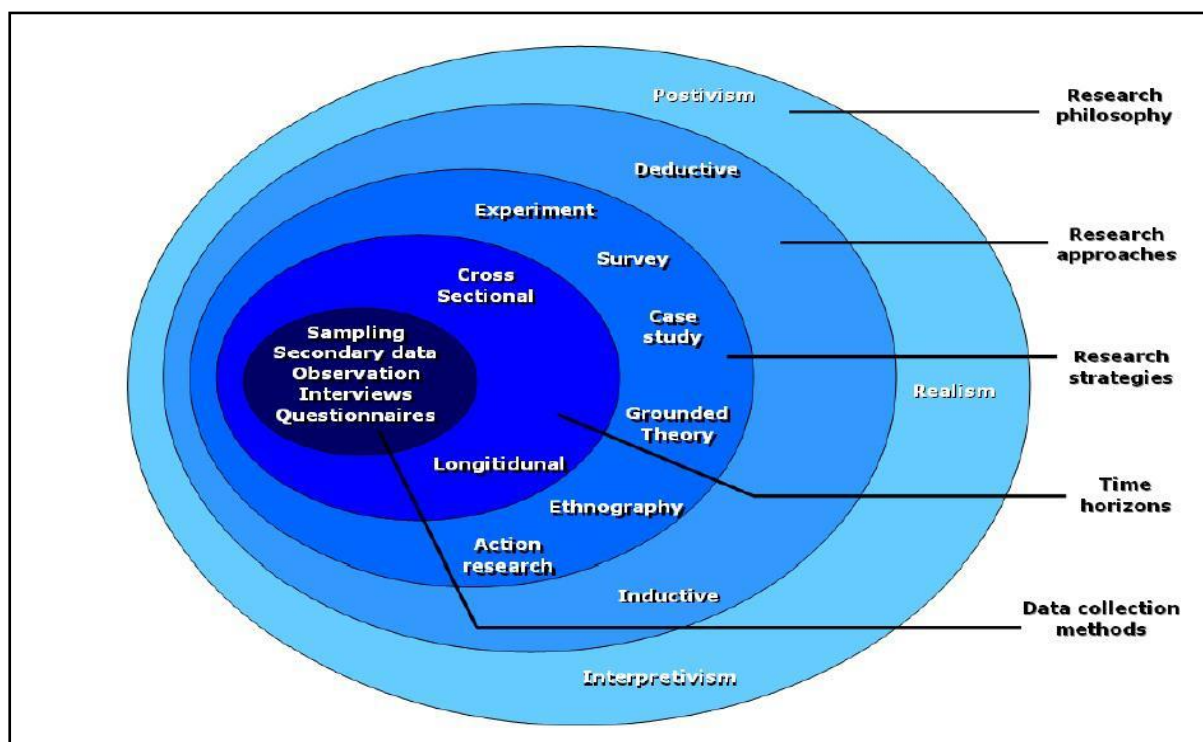 Postivism
Research
philosophy
Deductive
Experiment
Research
approaches
Survey
Cross
Sectional
Case
study
Sampling
Secondary data
Observation
Interviews
Questionnaires
Research
strategies
Realism
Grounded
Theory
Longitidunal
Time
horizons
Ethnography
Action
research
Inductive
Data collection
methods
Interpretivism